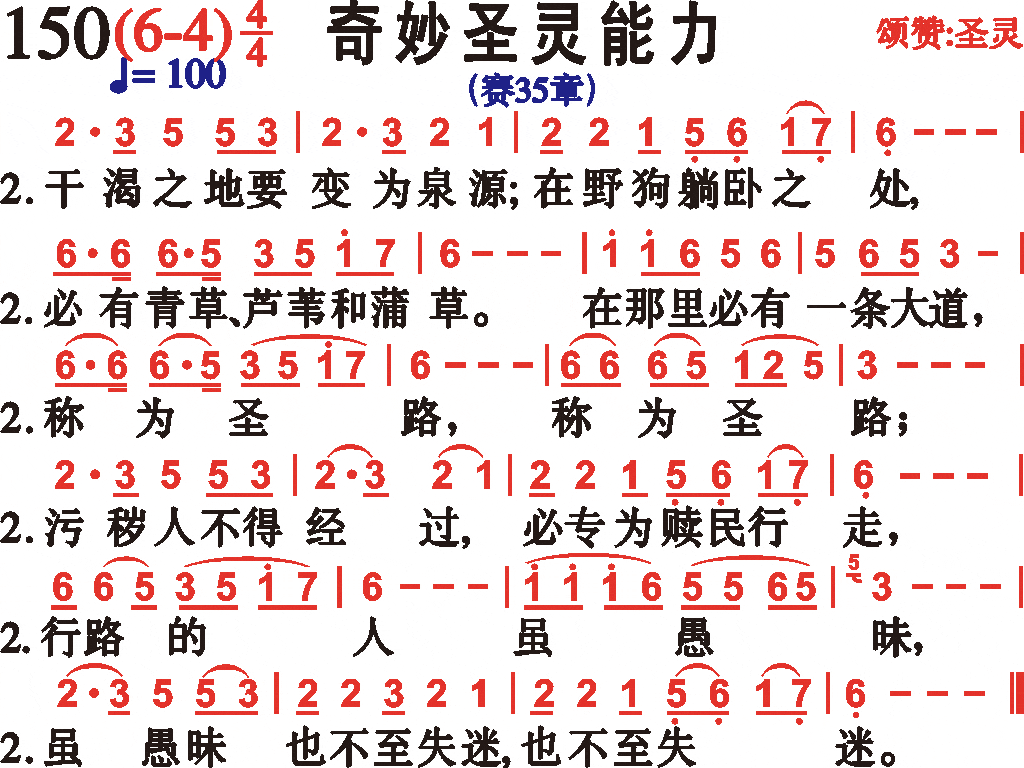 150(6-4)4/4 奇妙圣灵能力 颂赞:圣灵
♩= 100 (赛35章)
2·3 5 5 3 | 2·3 2 1 | 2 2 1 5 6 1 7 | 6 - - - |
2.干 渴 之 地要 变 为泉 源; 在野狗躺卧之 处,
6·6 6·5 3 5 1 7 | 6 - - - | 1 1 6 5 6 | 5 6 5 3 - |
2.必 有青草、芦苇和蒲 草。 在那里必有 一条大道,
6·6 6·5 3 5 1 7 | 6 - - - | 6 6 6 5 1 2 5 | 3 - - - |
2.称 为 圣 路, 称 为 圣 路;
2·3 5 5 3 | 2·3 2 1 | 2 2 1 5 6 1 7 | 6 - - - |
2.污 秽人不得 经 过, 必专为赎民行 走,
6 6 5 3 5 1 7 | 6 - - - | 1 1 1 6 5 5 6 5 | 5 3 - - - |
2.行路 的 人 虽 愚 昧,
2·3 5 5 3 | 2 2 3 2 1 | 2 2 1 5 6 1 7 | 6 - - - ‖
2.虽 愚昧 也不至失迷,也不至失 迷。